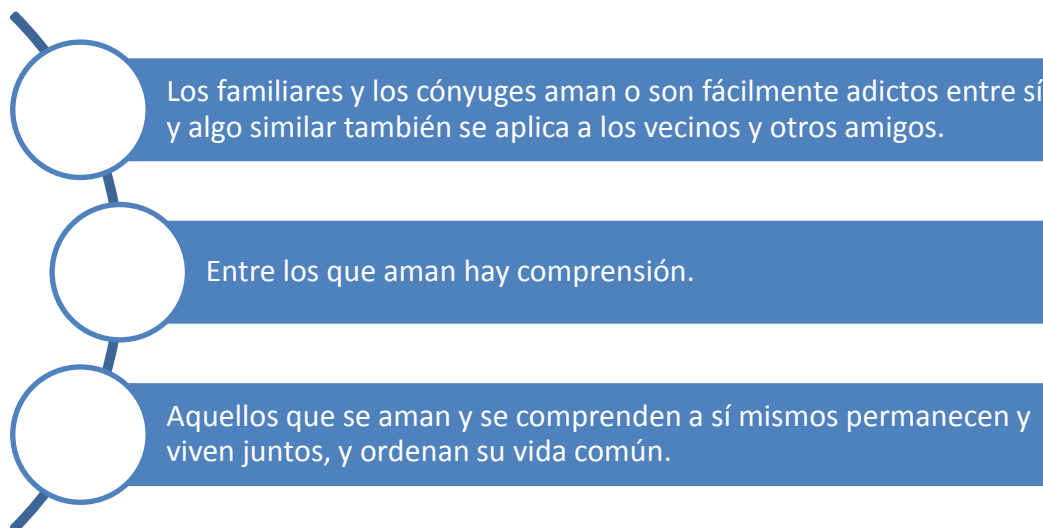 Los familiares y los cónyuges aman o son fácilmente adictos entre sí
y algo similar también se aplica a los vecinos y otros amigos.
Entre los que aman hay comprensión.
Aquellos que se aman y se comprenden a sí mismos permanecen y
viven juntos, y ordenan su vida común.